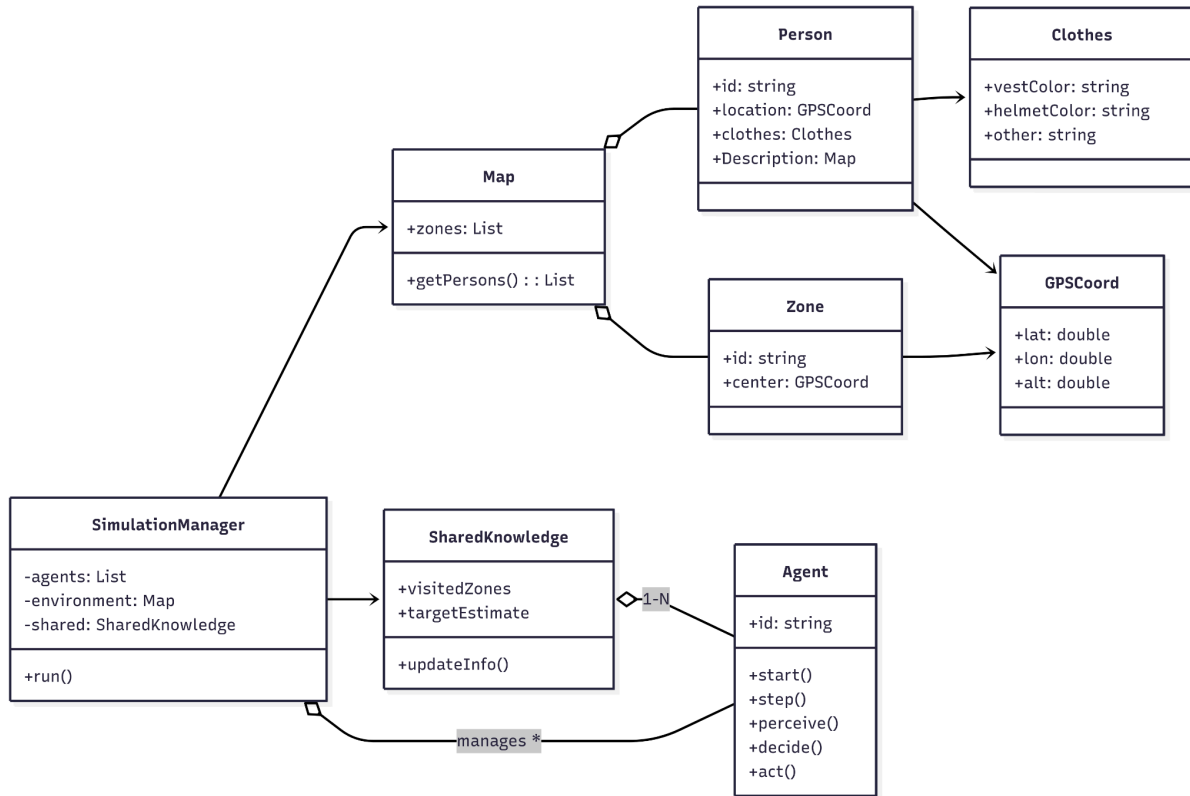 Person
+id: string
+location: GPSCoord
+clothes: Clothes
+Description: Map
Clothes
+vestColor: string
+helmetColor: string
+other: string
Map
+zones: List
+getPersons() : : List
Zone
+id: string
+center: GPSCoord
GPSCoord
+lat: double
+lon: double
+alt: double
SimulationManager
-agents: List
-environment: Map
-shared: SharedKnowledge
+run()
SharedKnowledge
+visitedZones
+targetEstimate
+updateInfo()
1-N
Agent
+id: string
+start()
+step()
+perceive()
+decide()
+act()
manages *